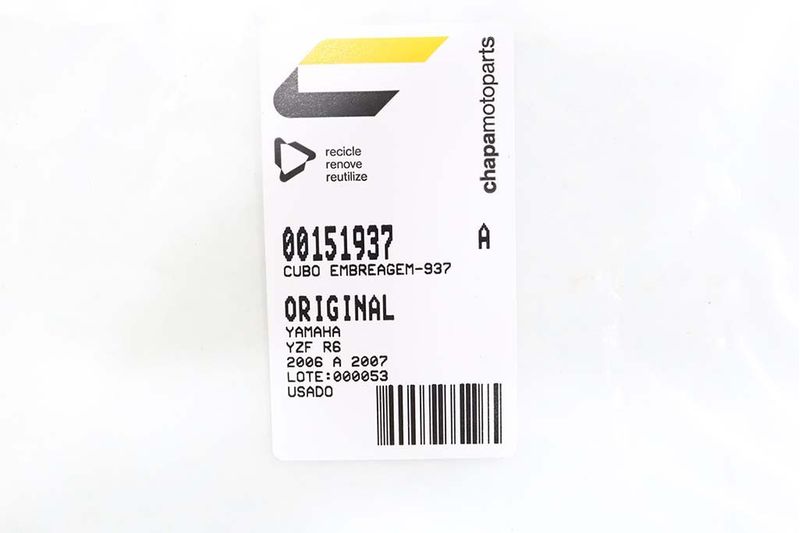 chapamotoparts
recicle
renove
reutilize
00151937
A
CUBO EMBREAGEM-937
ORIGINAL
YAMAHA
YZF R6
2006 A 2007
LOTE:000053
USADO